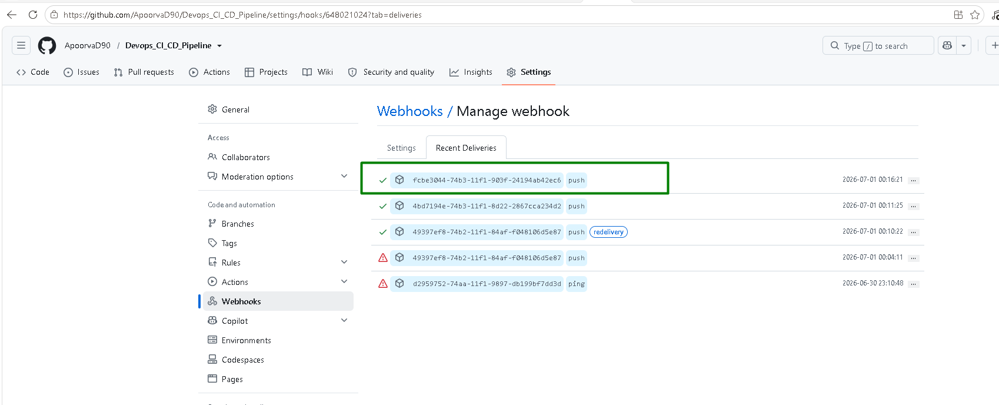 https://github.com/ApoorvaD90/Devops_CI_CD_Pipeline/settings/hooks/648021024?tab=deliveries
ApoorvaD90 / Devops_CI_CD_Pipeline
Type / to search
Code
Issues
Pull requests
Actions
Projects
Wiki
Security and quality
Insights
Settings
General
Access
Collaborators
Moderation options
Code and automation
Branches
Tags
Rules
Actions
Webhooks
Copilot
Environments
Codespaces
Pages
Webhooks / Manage webhook
Settings
Recent Deliveries
fcbe3044-74b3-11f1-903f-24194ab42ec6 push 2026-07-01 00:16:21 ...
4bd7194e-74b3-11f1-8d22-2867cca234d2 push 2026-07-01 00:11:25 ...
49397ef8-74b2-11f1-84af-f048106d5e87 push redelivery 2026-07-01 00:10:22 ...
49397ef8-74b2-11f1-84af-f048106d5e87 push 2026-07-01 00:04:11 ...
d2959752-74aa-11f1-9897-db199bf7dd3d ping 2026-06-30 23:10:48 ...